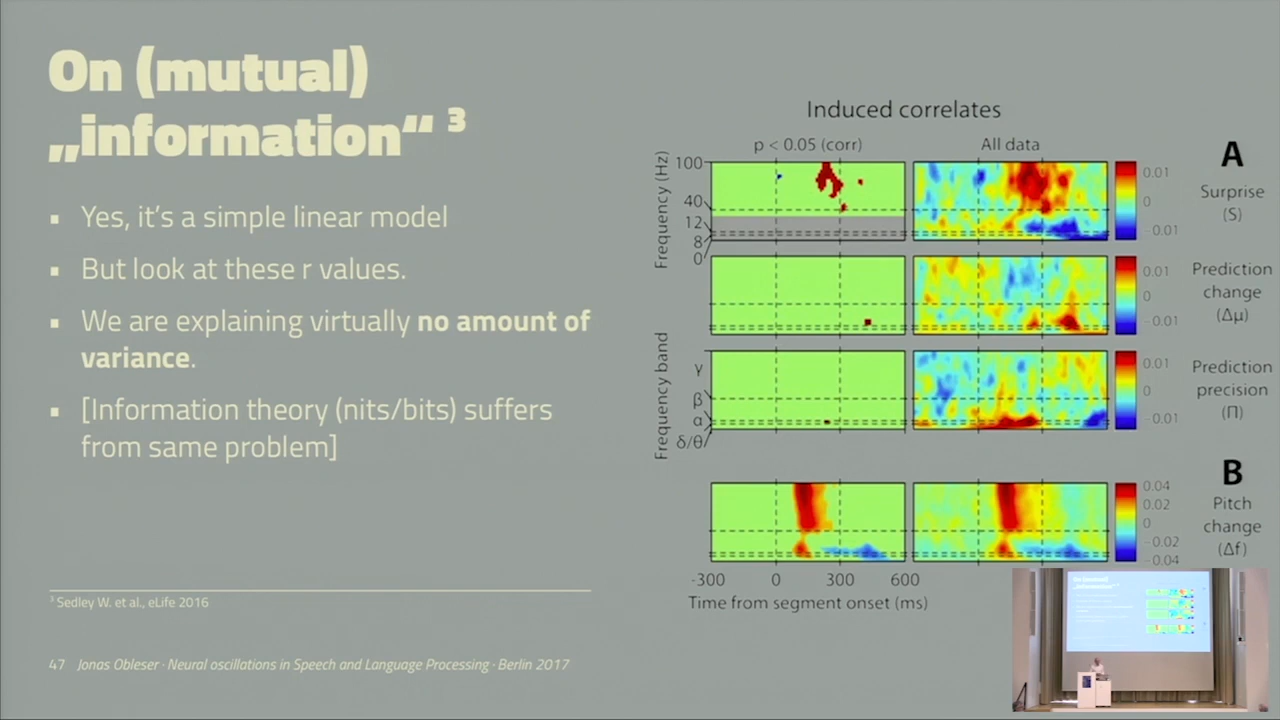 On (mutual)
„information“ ³
▪ Yes, it’s a simple linear model
▪ But look at these r values.
▪ We are explaining virtually no amount of
variance.
▪ [Information theory (nits/bits) suffers
from same problem]
³ Sedley W. et al., eLife 2016
47 Jonas Obleser · Neural oscillations in Speech and Language Processing · Berlin 2017
Induced correlates
p < 0.05 (corr)
All data
A
Frequency (Hz)
100
40
12
8
0
0.01
0
-0.01
Surprise
(S)
0.01
0
-0.01
Prediction
change
(Δμ)
Frequency band
γ
β
α
δ/θ
0.01
0
-0.01
Prediction
precision
(Π)
B
0.04
0.02
0
-0.02
-0.04
Pitch
change
(Δf)
-300 0 300 600
Time from segment onset (ms)